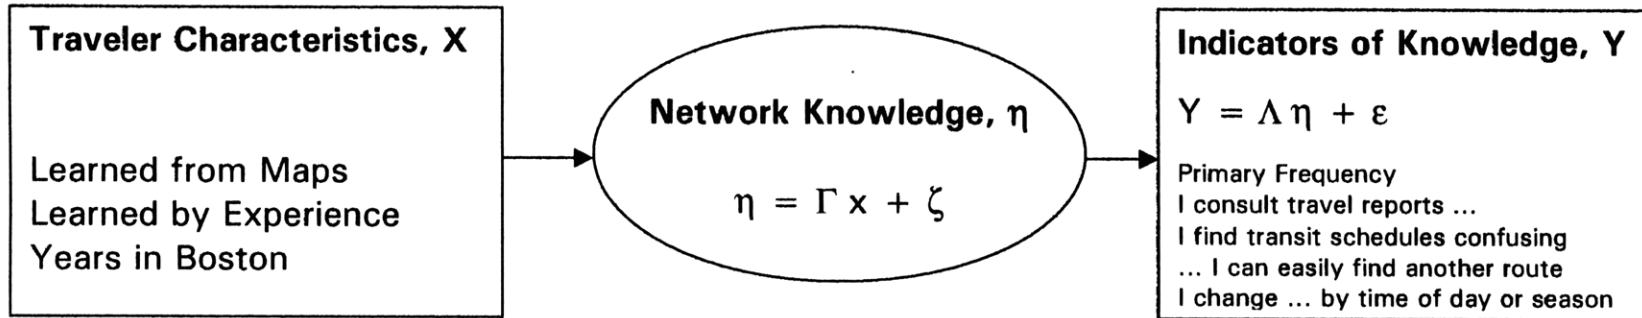 Traveler Characteristics, X
Learned from Maps
Learned by Experience
Years in Boston
Network Knowledge, η
η = Γ x + ζ
Indicators of Knowledge, Y
Y = Λ η + ε
Primary Frequency
I consult travel reports ...
I find transit schedules confusing
... I can easily find another route
I change ... by time of day or season